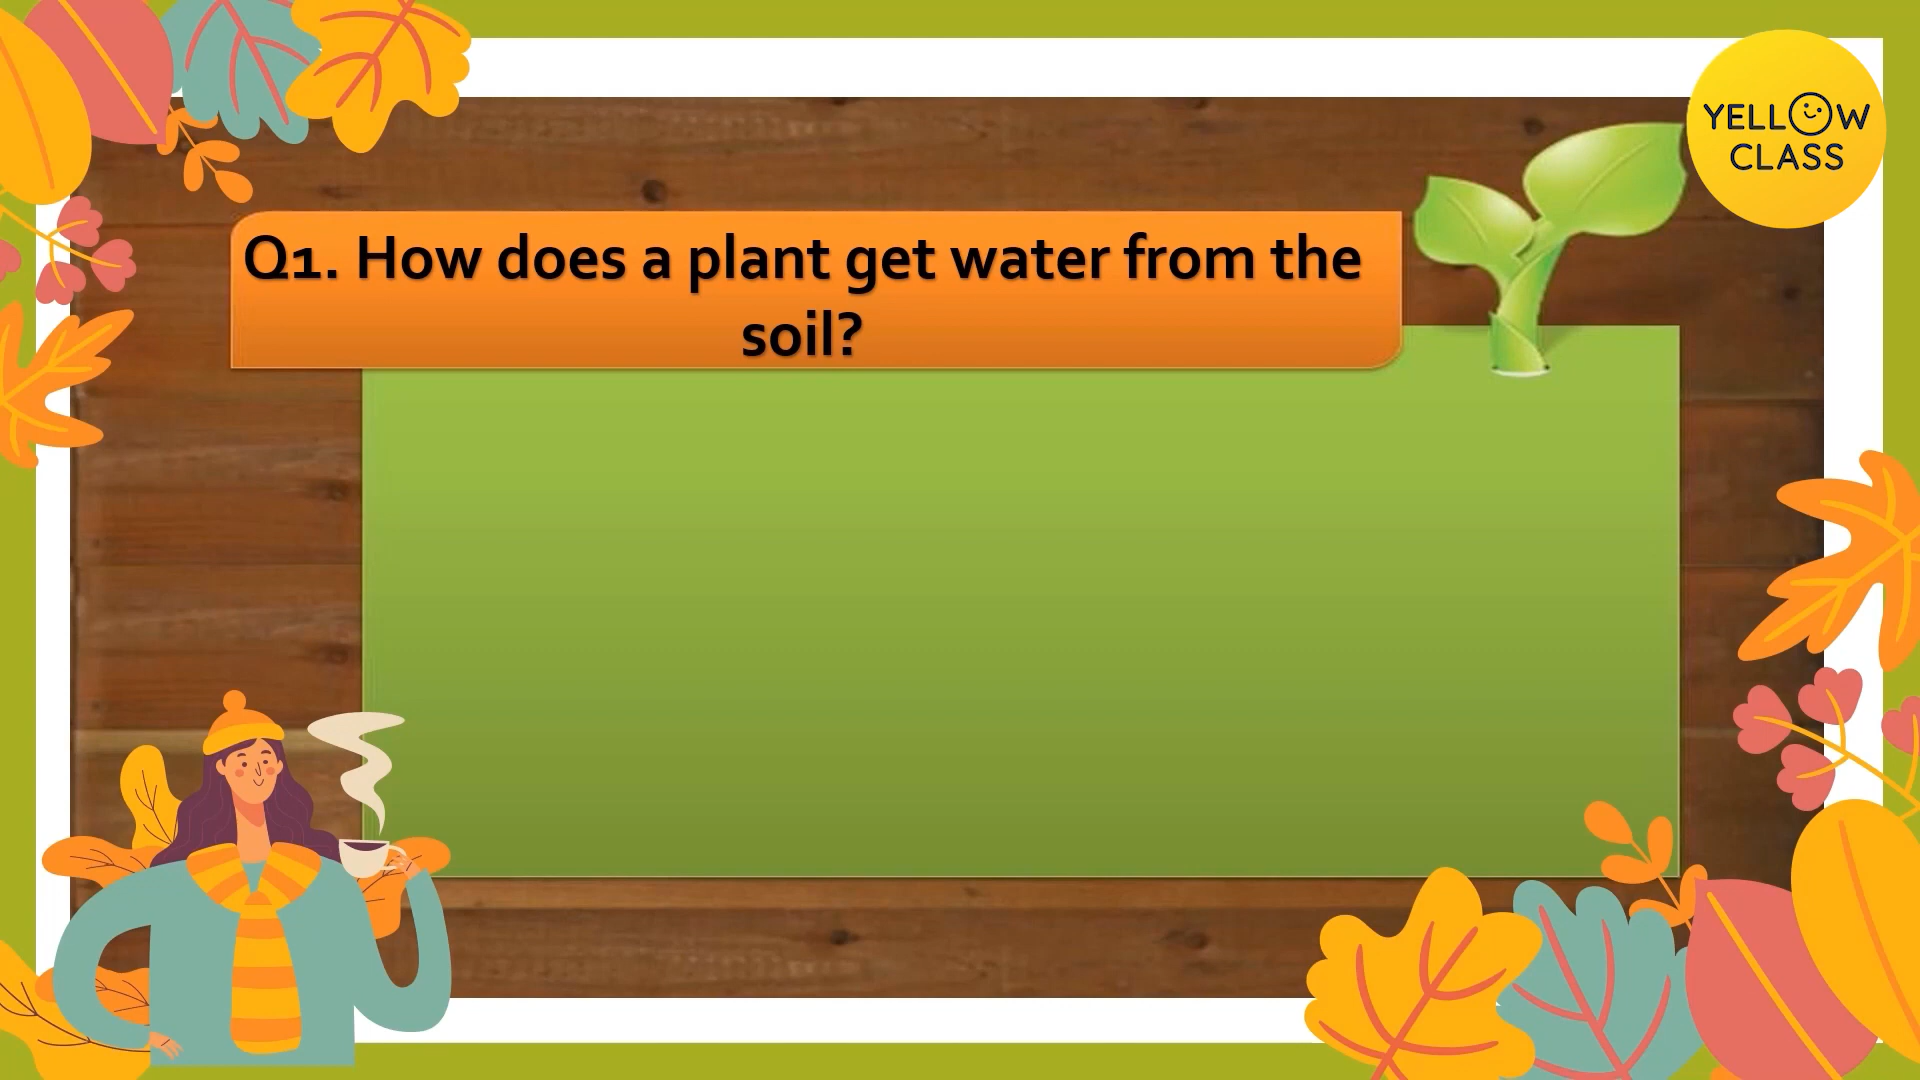 YELLOW
CLASS
Q1. How does a plant get water from the
soil?